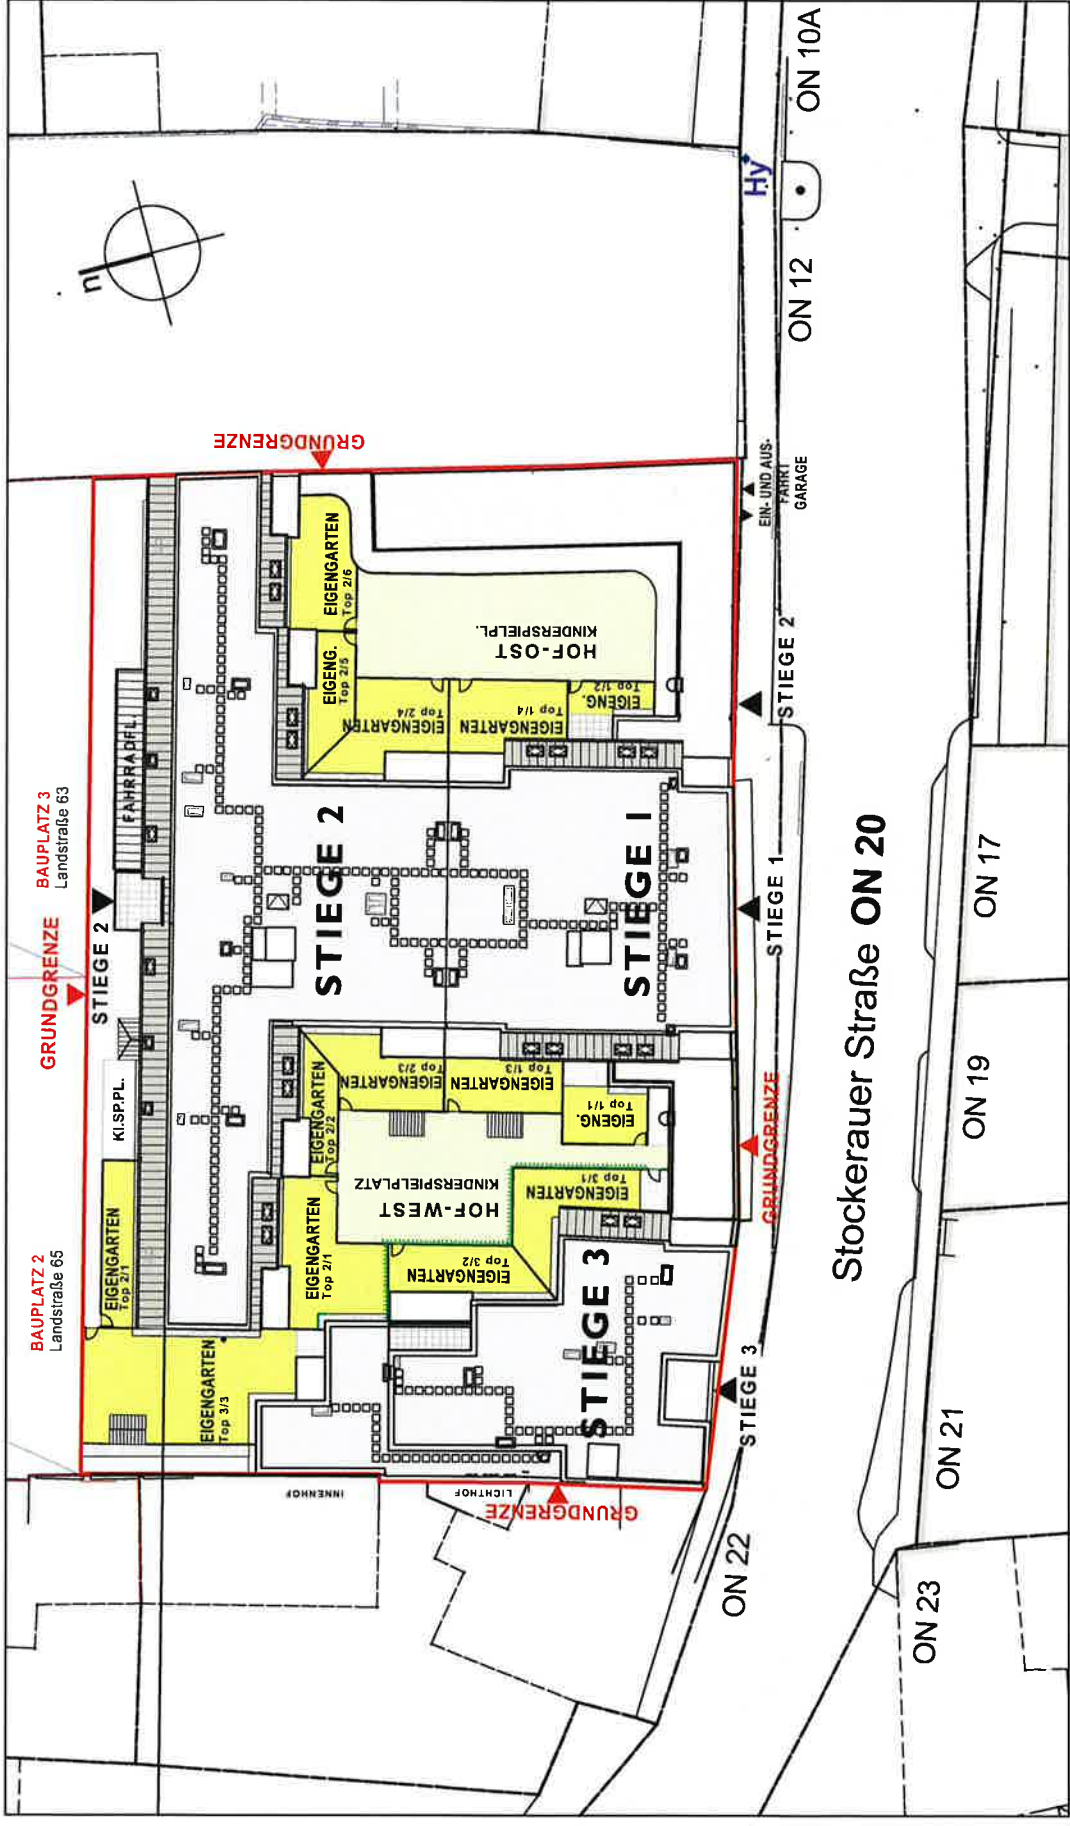 n
BAUPLATZ 2
Landstraße 65
GRUNDGRENZE
BAUPLATZ 3
Landstraße 63
STIEGE 2
FAHRRADFL.
KI.SP.PL.
EIGENGARTEN
Top 2/1
EIGENGARTEN
Top 3/3
GRUNDGRENZE
INNENHOF
LICHTHOF
GRUNDGRENZE
EIGENGARTEN
Top 2/1
EIGENGARTEN
Top 2/2
EIGENGARTEN
Top 2/3
EIGENGARTEN
Top 1/3
EIGENG.
Top 1/1
HOF-WEST
KINDERSPIELPLATZ
EIGENGARTEN
Top 3/1
EIGENGARTEN
Top 3/2
STIEGE 2
STIEGE 1
STIEGE 3
EIGENG.
Top 2/5
EIGENGARTEN
Top 2/6
EIGENGARTEN
Top 2/4
EIGENGARTEN
Top 1/4
EIGENG.
Top 1/2
HOF-OST
KINDERSPIELPL.
STIEGE 3
GRUNDGRENZE
STIEGE 1
STIEGE 2
EIN- UND AUS-
FAHRT
GARAGE
Hy
ON 22
ON 12
ON 10A
Stockerauer Straße ON 20
ON 23
ON 21
ON 19
ON 17